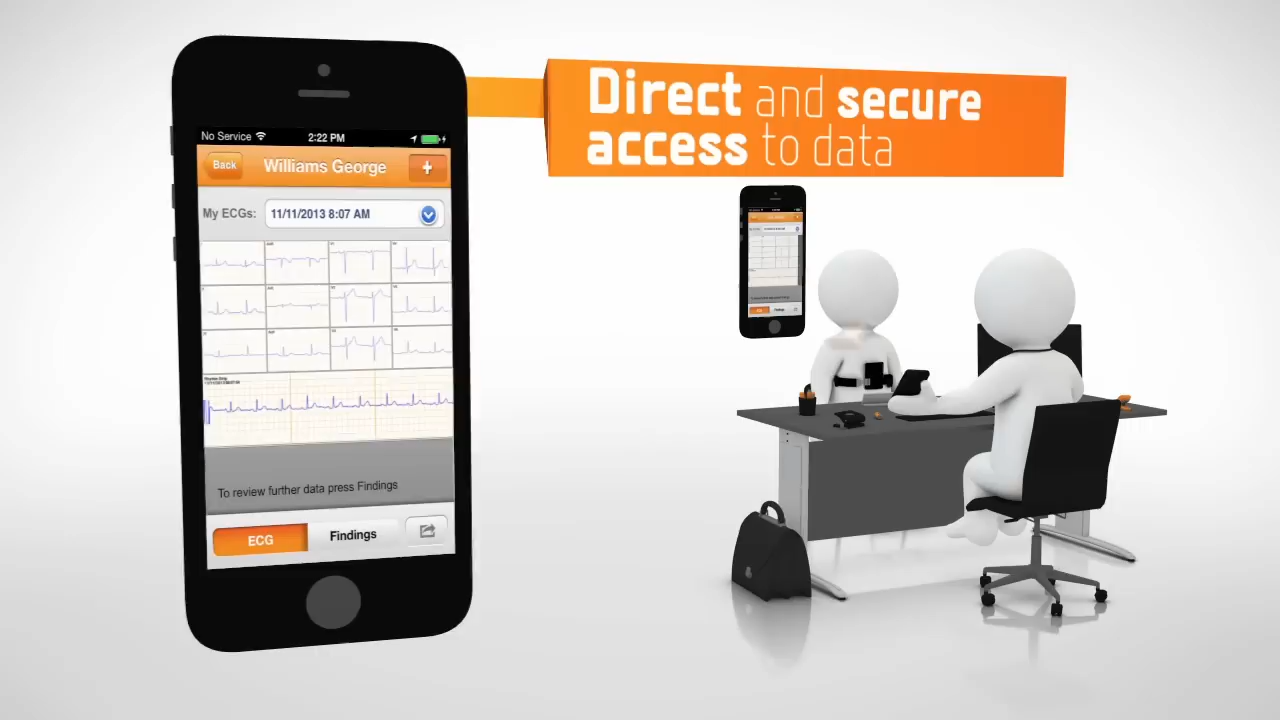 Direct and secure
access to data
No Service
2:22 PM
Back
Williams George
+
My ECGs:
11/11/2013 8:07 AM
To review further data press Findings
ECG
Findings